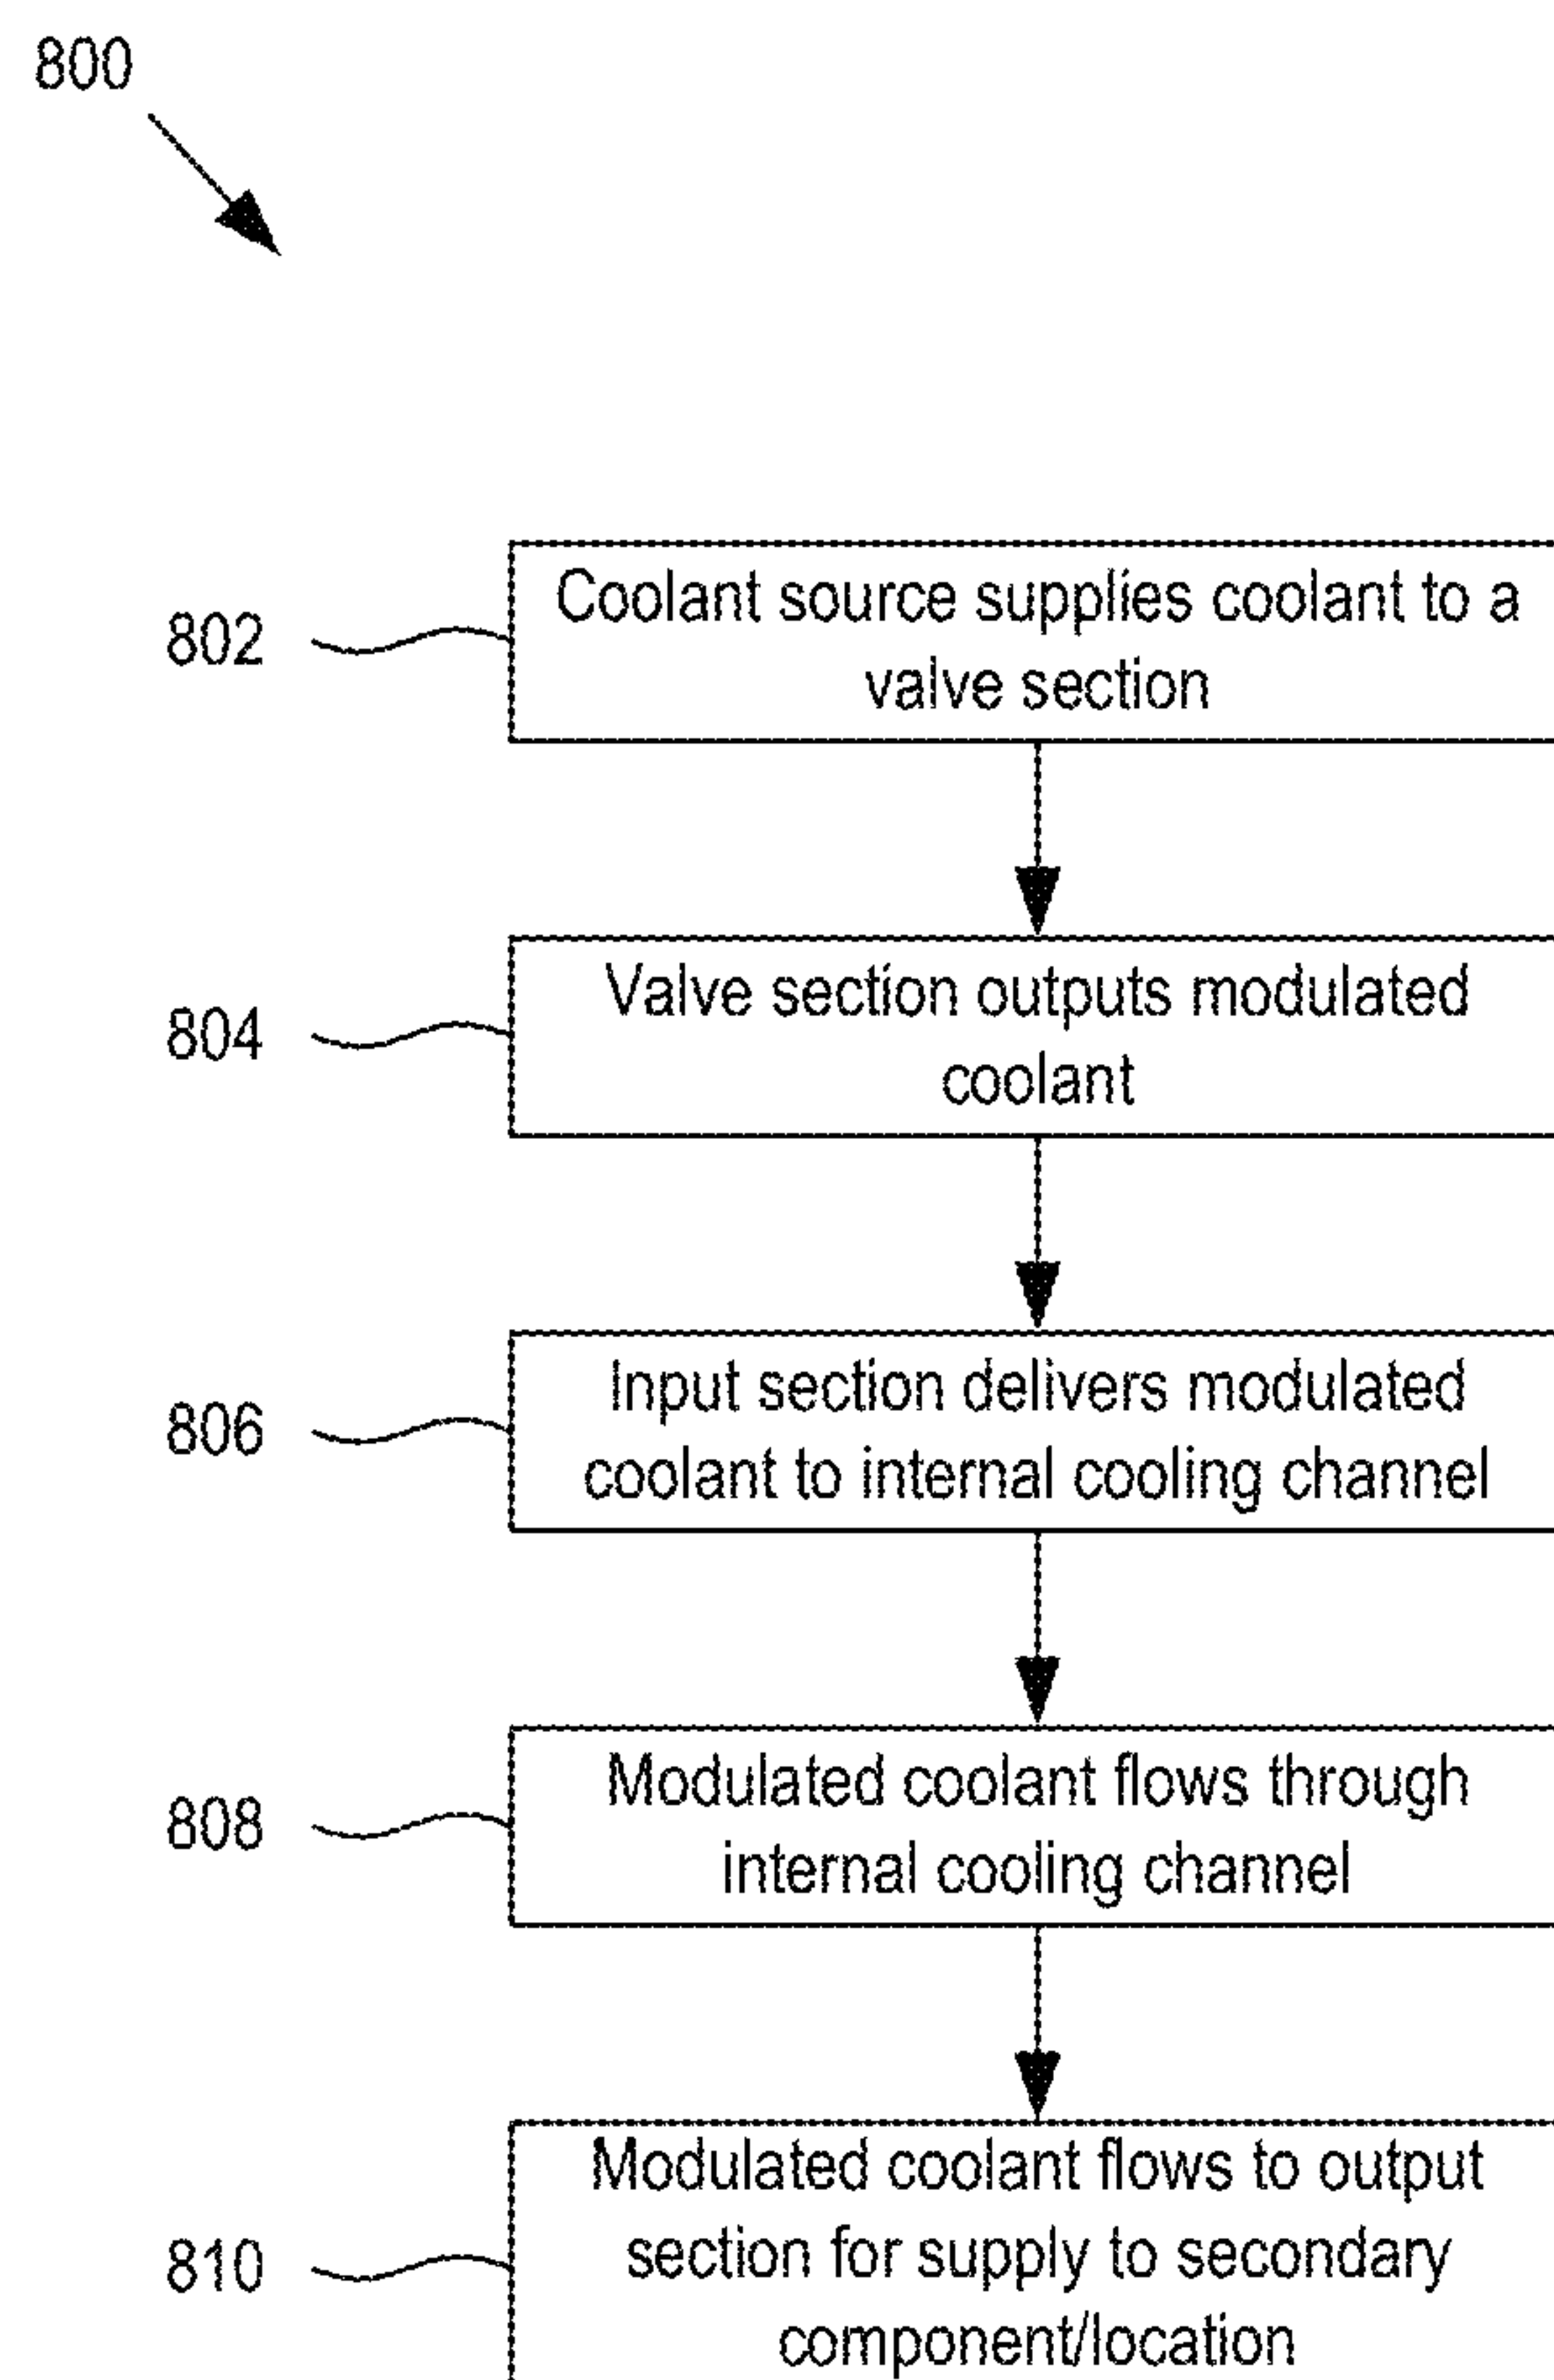 800
802
Coolant source supplies coolant to a
valve section
804
Valve section outputs modulated
coolant
806
Input section delivers modulated
coolant to internal cooling channel
808
Modulated coolant flows through
internal cooling channel
810
Modulated coolant flows to output
section for supply to secondary
component/location